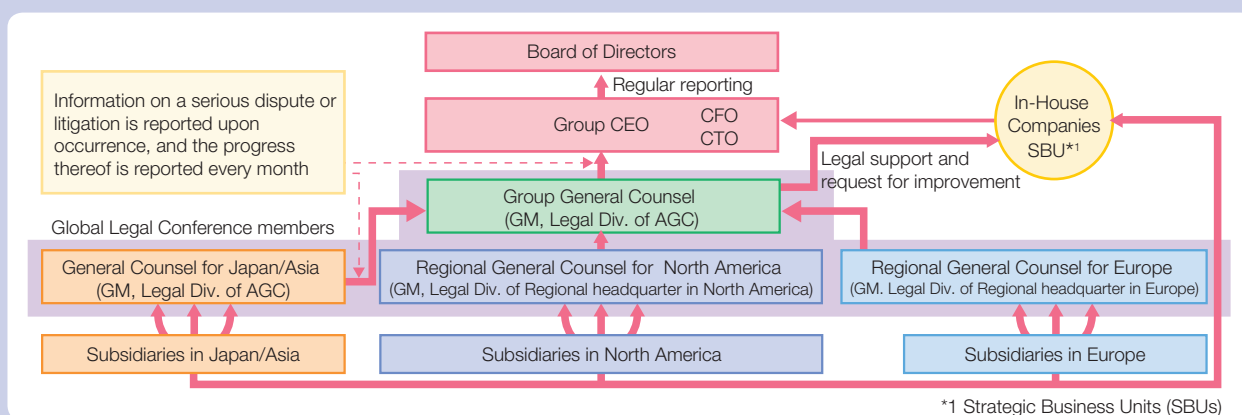 Board of Directors
Regular reporting
Information on a serious dispute or
litigation is reported upon
occurrence, and the progress
thereof is reported every month
Group CEO
CFO
CTO
In-House
Companies
SBU*1
Legal support and
request for improvement
Group General Counsel
(GM, Legal Div. of AGC)
Global Legal Conference members
General Counsel for Japan/Asia
(GM, Legal Div. of AGC)
Regional General Counsel for North America
(GM, Legal Div. of Regional headquarter in North America)
Regional General Counsel for Europe
(GM. Legal Div. of Regional headquarter in Europe)
Subsidiaries in Japan/Asia
Subsidiaries in North America
Subsidiaries in Europe
*1 Strategic Business Units (SBUs)